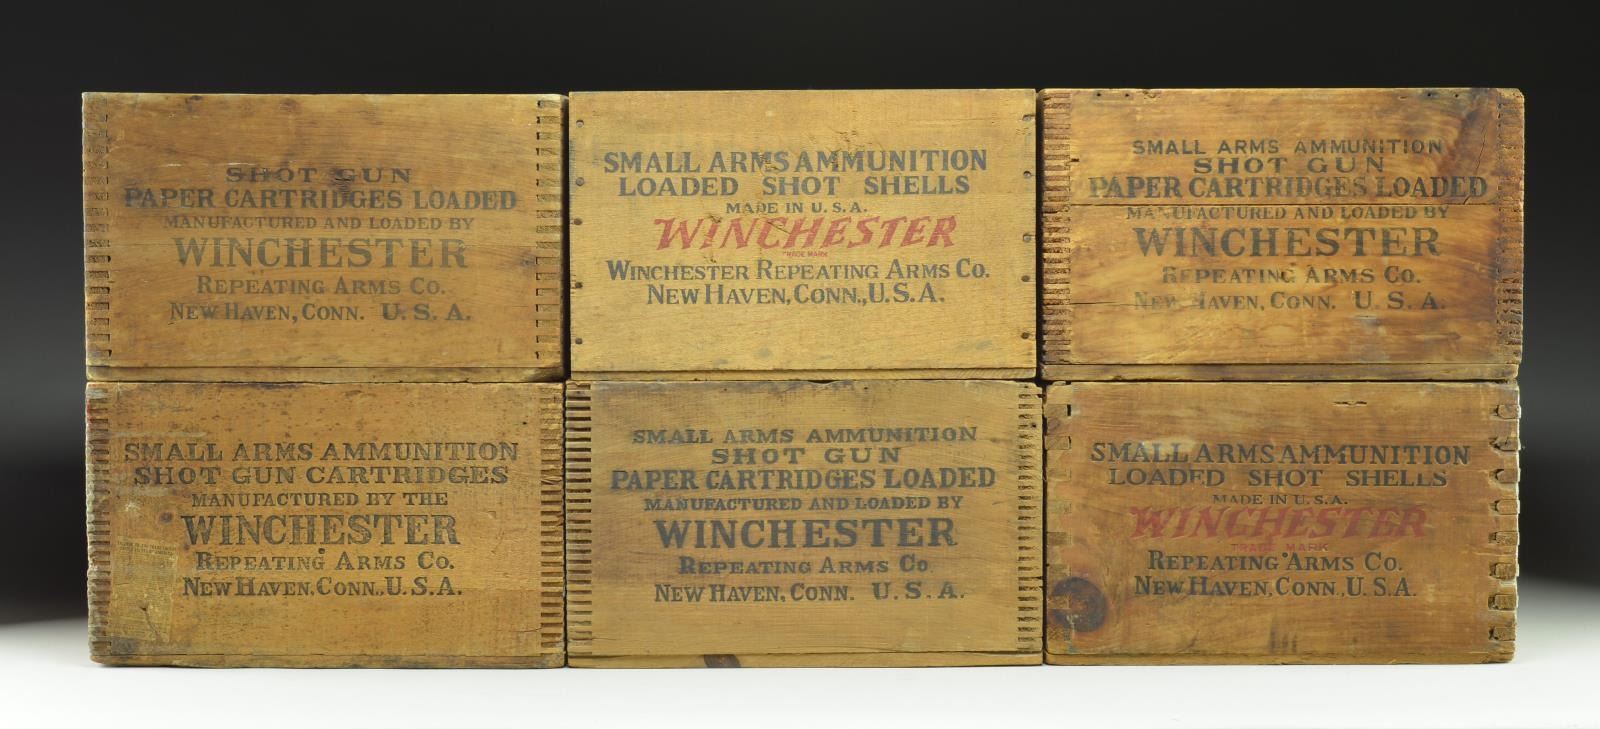 SHOT GUN
PAPER CARTRIDGES LOADED
MANUFACTURED AND LOADED BY
WINCHESTER
REPEATING ARMS CO.
NEW HAVEN, CONN. U.S.A.
SMALL ARMS AMMUNITION
LOADED SHOT SHELLS
MADE IN U.S.A.
WINCHESTER
TRADE MARK
WINCHESTER REPEATING ARMS CO.
NEW HAVEN, CONN., U.S.A.
SMALL ARMS AMMUNITION
SHOT GUN
PAPER CARTRIDGES LOADED
MANUFACTURED AND LOADED BY
WINCHESTER
REPEATING ARMS CO.
NEW HAVEN, CONN. U.S.A.
SMALL ARMS AMMUNITION
SHOT GUN CARTRIDGES
MANUFACTURED BY THE
WINCHESTER
REPEATING ARMS CO.
NEW HAVEN. CONN., U.S.A.
SMALL ARMS AMMUNITION
SHOT GUN
PAPER CARTRIDGES LOADED
MANUFACTURED AND LOADED BY
WINCHESTER
REPEATING ARMS CO.
NEW HAVEN, CONN. U.S.A.
SMALL ARMS AMMUNITION
LOADED SHOT SHELLS
MADE IN U.S.A.
WINCHESTER
TRADE MARK
REPEATING ARMS CO.
NEW HAVEN, CONN., U.S.A.